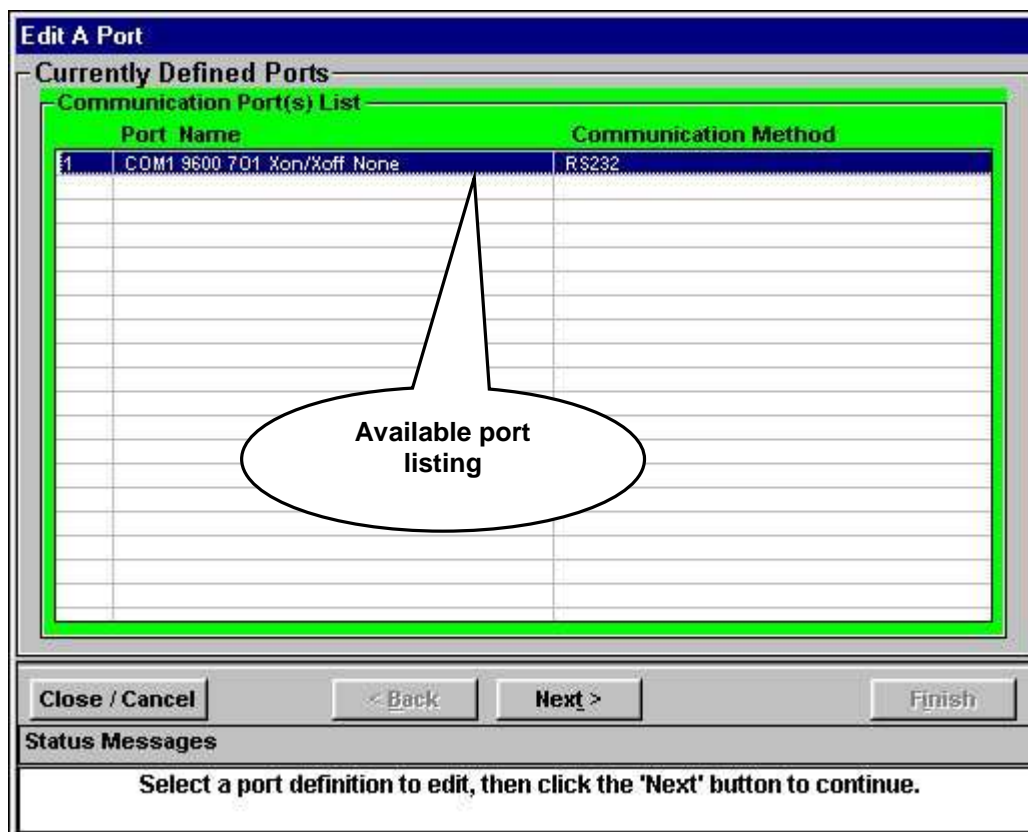 Edit A Port
Currently Defined Ports
Communication Port(s) List
Port Name Communication Method
1 COM1 9600 7O1 Xon/Xoff None RS232
Available port
listing
Close / Cancel < Back Next > Finish
Status Messages
Select a port definition to edit, then click the 'Next' button to continue.